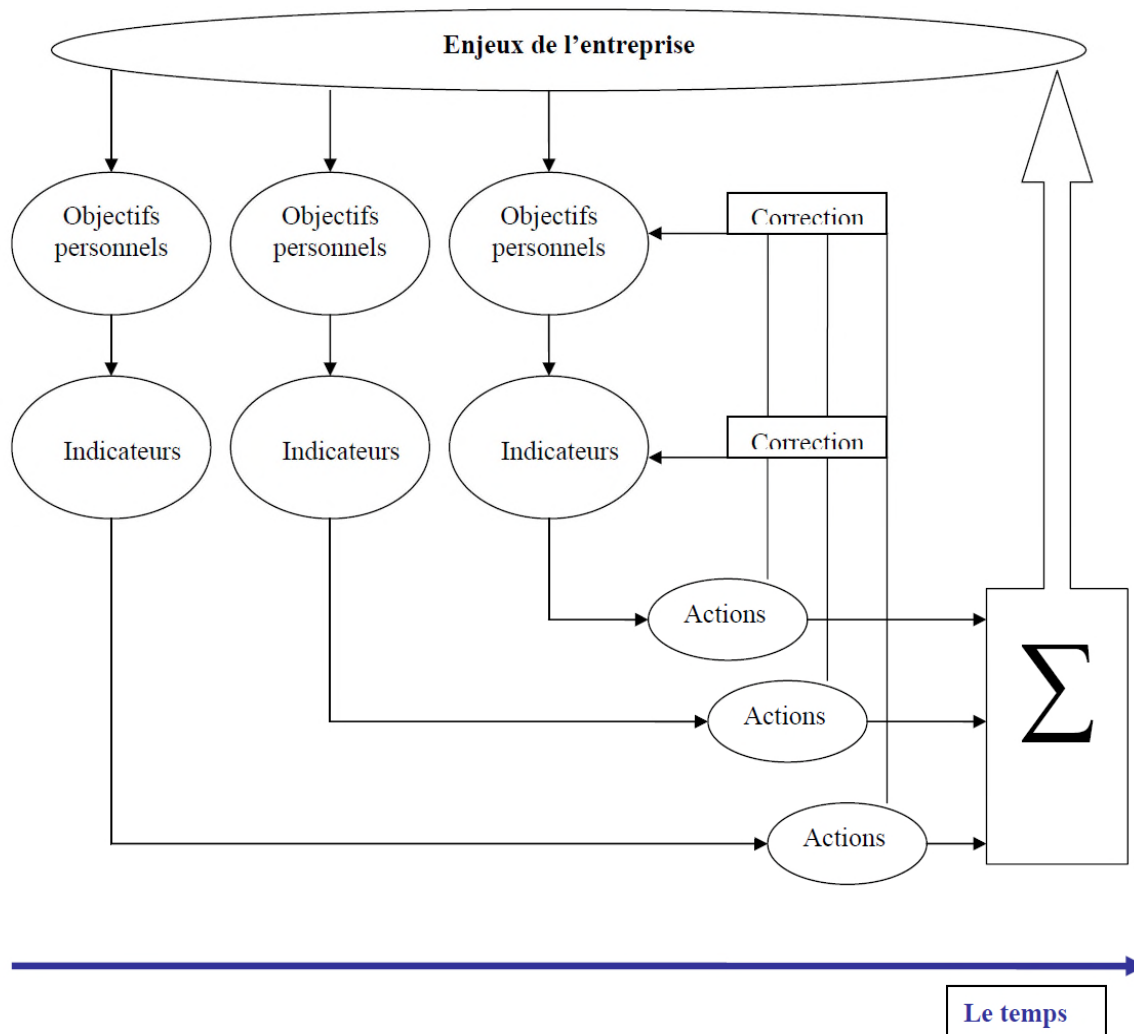 Enjeux de l’entreprise
Objectifs
personnels
Objectifs
personnels
Objectifs
personnels
Correction
Indicateurs
Indicateurs
Indicateurs
Correction
Actions
Actions
Actions
∑
Le temps